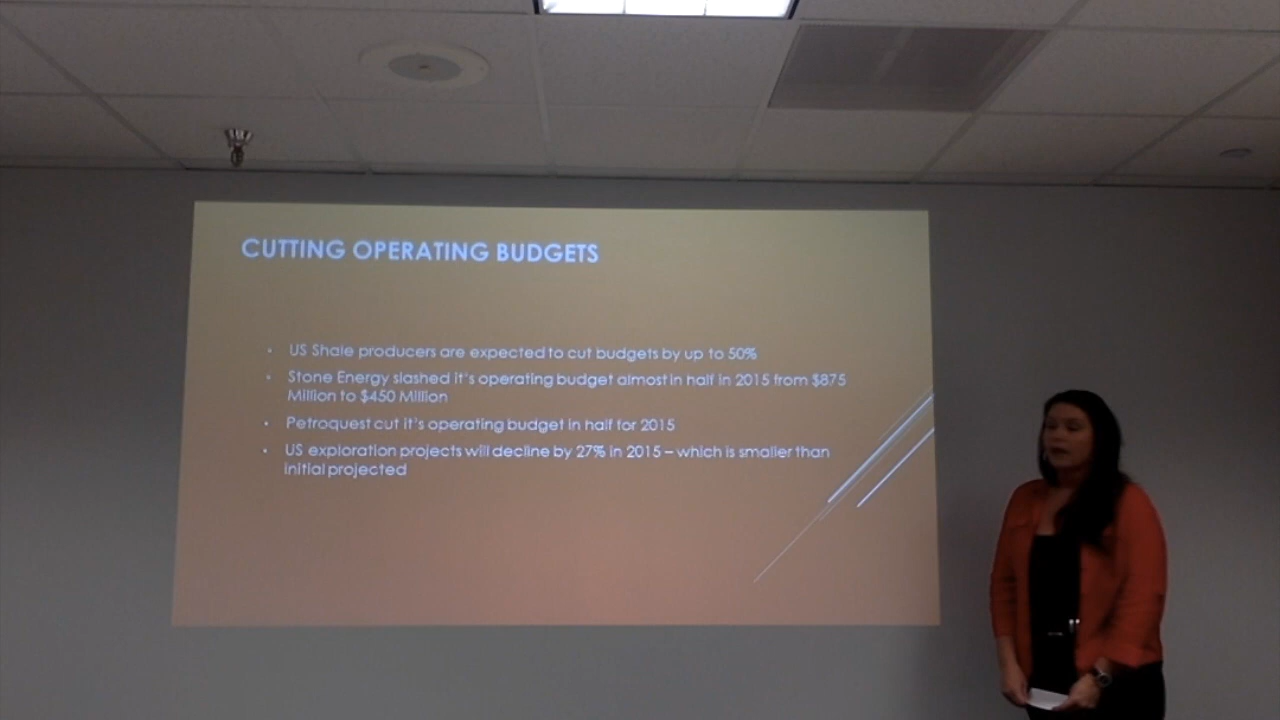 CUTTING OPERATING BUDGETS
• US Shale producers are expected to cut budgets by up to 50%
• Stone Energy slashed it's operating budget almost in half in 2015 from $875
Million to $450 Million
• Petroquest cut it's operating budget in half for 2015
• US exploration projects will decline by 27% in 2015 – which is smaller than
initial projected